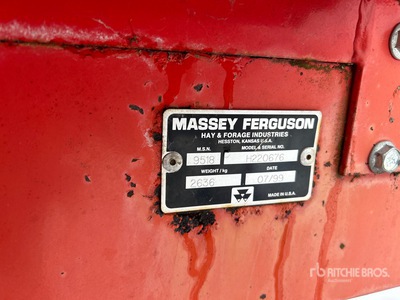 MASSEY FERGUSON
HAY & FORAGE INDUSTRIES
HESSTON, KANSAS U.S.A.
M.S.N. MODEL & SERIAL NO.
9518 H220676
WEIGHT/kg DATE
2636 07/99
MADE IN U.S.A.
RITCHIE BROS.